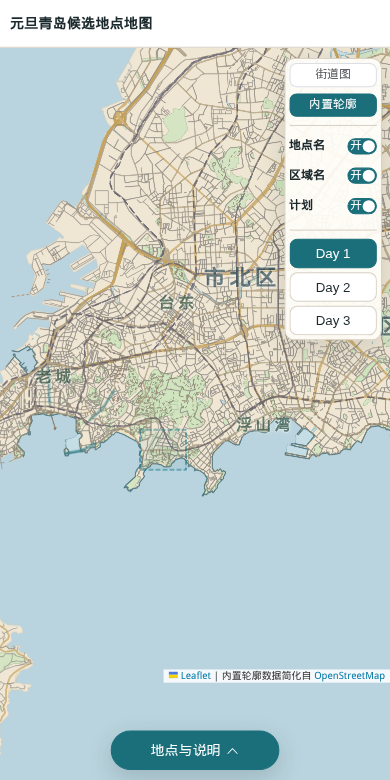 元旦青岛候选地点地图
街道图
内置轮廓
地点名 开
区域名 开
计划 开
Day 1
Day 2
Day 3
市北区
台东
老城
浮山湾
Leaflet | 内置轮廓数据简化自 OpenStreetMap
地点与说明